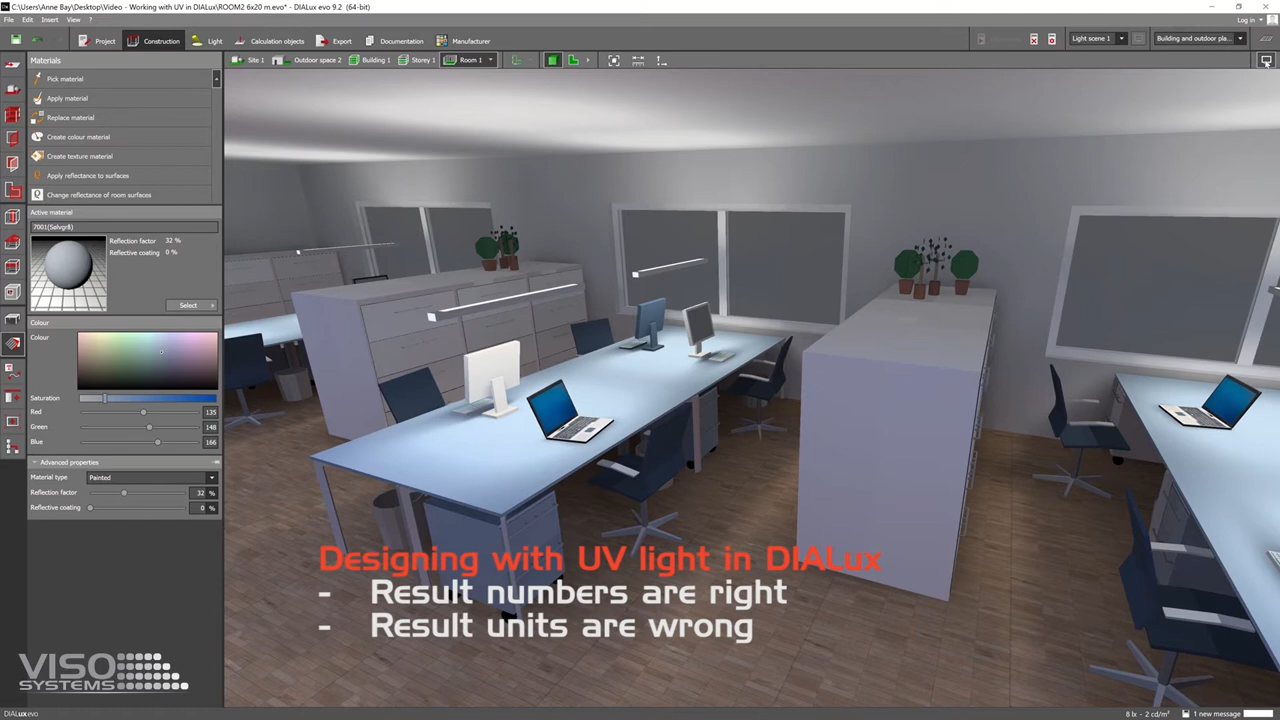 C:\Users\Anne Bay\Desktop\Video - Working with UV in DIALux\ROOM2 6x20 m.evo* - DIALux evo 9.2 (64-bit)
File Edit Insert View ?
Log in
Project Construction Light Calculation objects Export Documentation Manufacturer
Light scene 1
Building and outdoor pla...
Site 1 Outdoor space 2 Building 1 Storey 1 Room 1
Materials
Pick material
Apply material
Replace material
Create colour material
Create texture material
Apply reflectance to surfaces
Change reflectance of room surfaces
Active material
7001(Sølvgrå)
Reflection factor 32 %
Reflective coating 0 %
Select
Colour
Colour
Saturation
Red 135
Green 148
Blue 166
Advanced properties
Material type Painted
Reflection factor 32 %
Reflective coating 0 %
Designing with UV light in DIALux
- Result numbers are right
- Result units are wrong
VISO
SYSTEMS
DIALux evo
8 lx - 2 cd/m²
1 new message